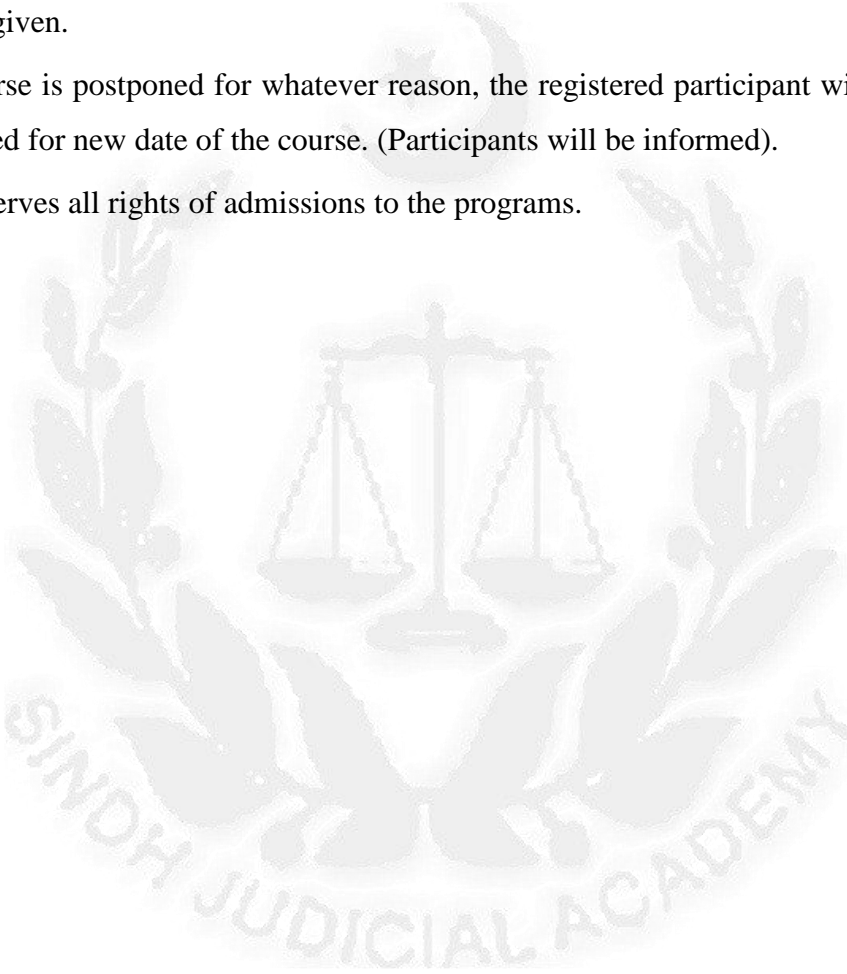 given.
rse is postponed for whatever reason, the registered participant wi
ed for new date of the course. (Participants will be informed).
erves all rights of admissions to the programs.
SINDH JUDICIAL ACADEMY